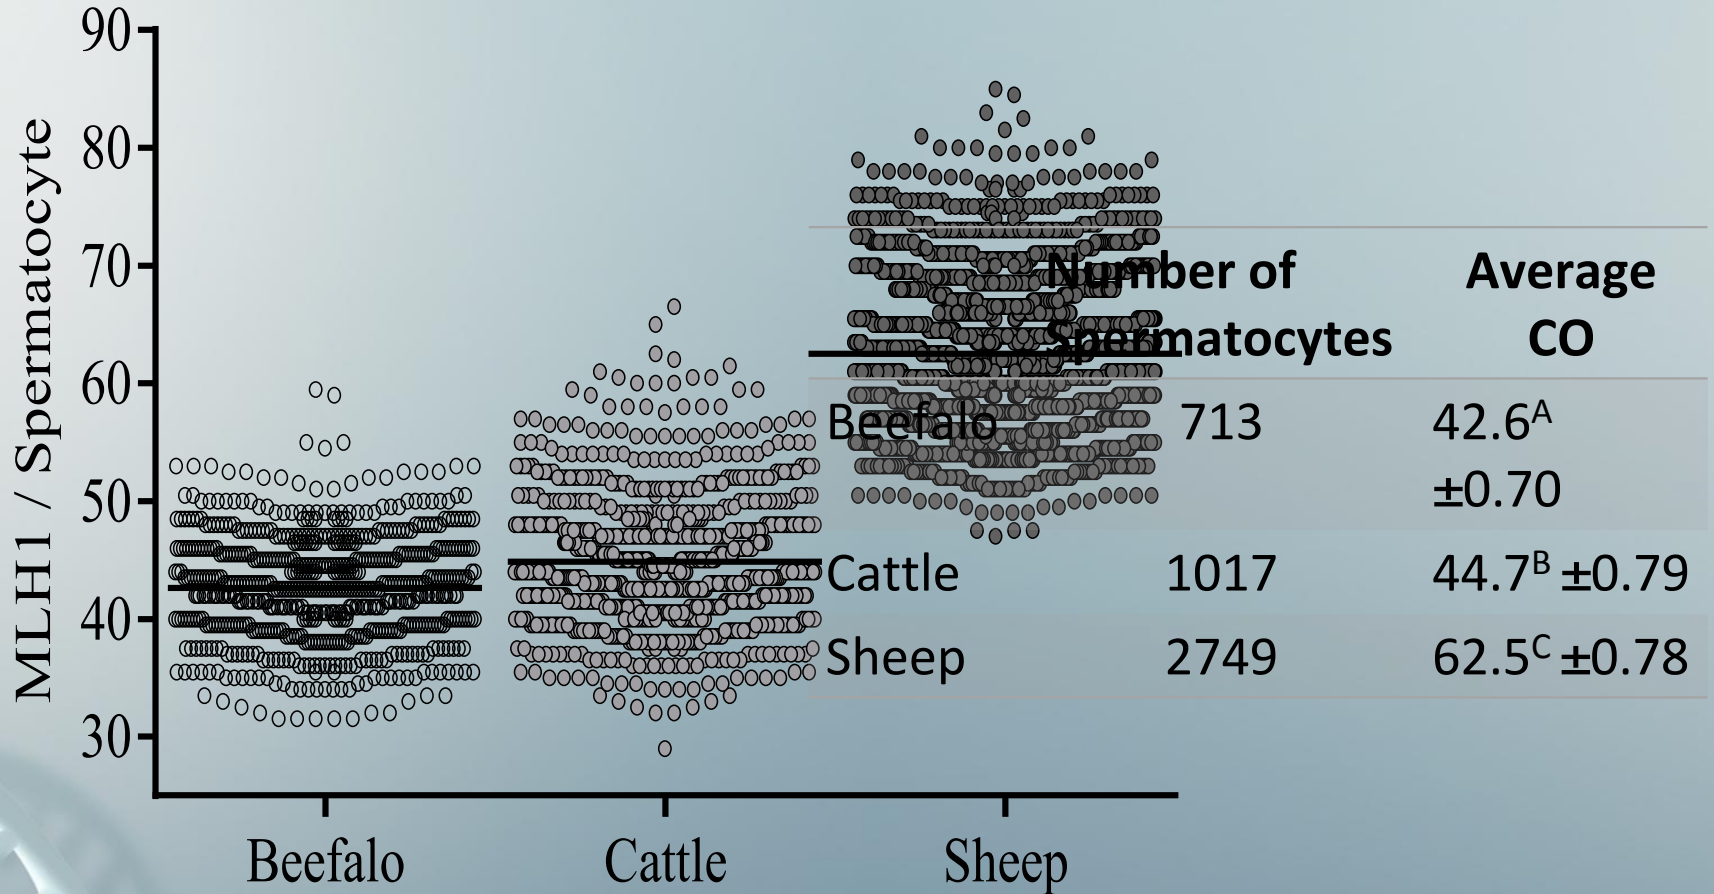 MLH1 / Spermatocyte
90
80
70
60
50
40
30
Beefalo Cattle Sheep
Number of Average
Spermatocytes CO
Beefalo 713 42.6ᴬ
±0.70
Cattle 1017 44.7ᴮ ±0.79
Sheep 2749 62.5ꟲ ±0.78